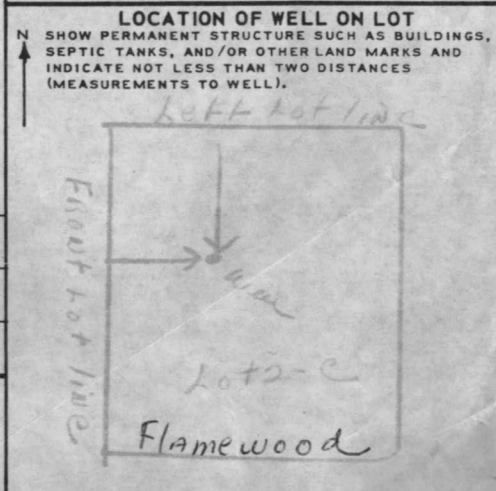 LOCATION OF WELL ON LOT
N
SHOW PERMANENT STRUCTURE SUCH AS BUILDINGS,
SEPTIC TANKS, AND/OR OTHER LAND MARKS AND
INDICATE NOT LESS THAN TWO DISTANCES
(MEASUREMENTS TO WELL).
Left Lot line
Front Lot line
well
Lot 2-C
Flamewood